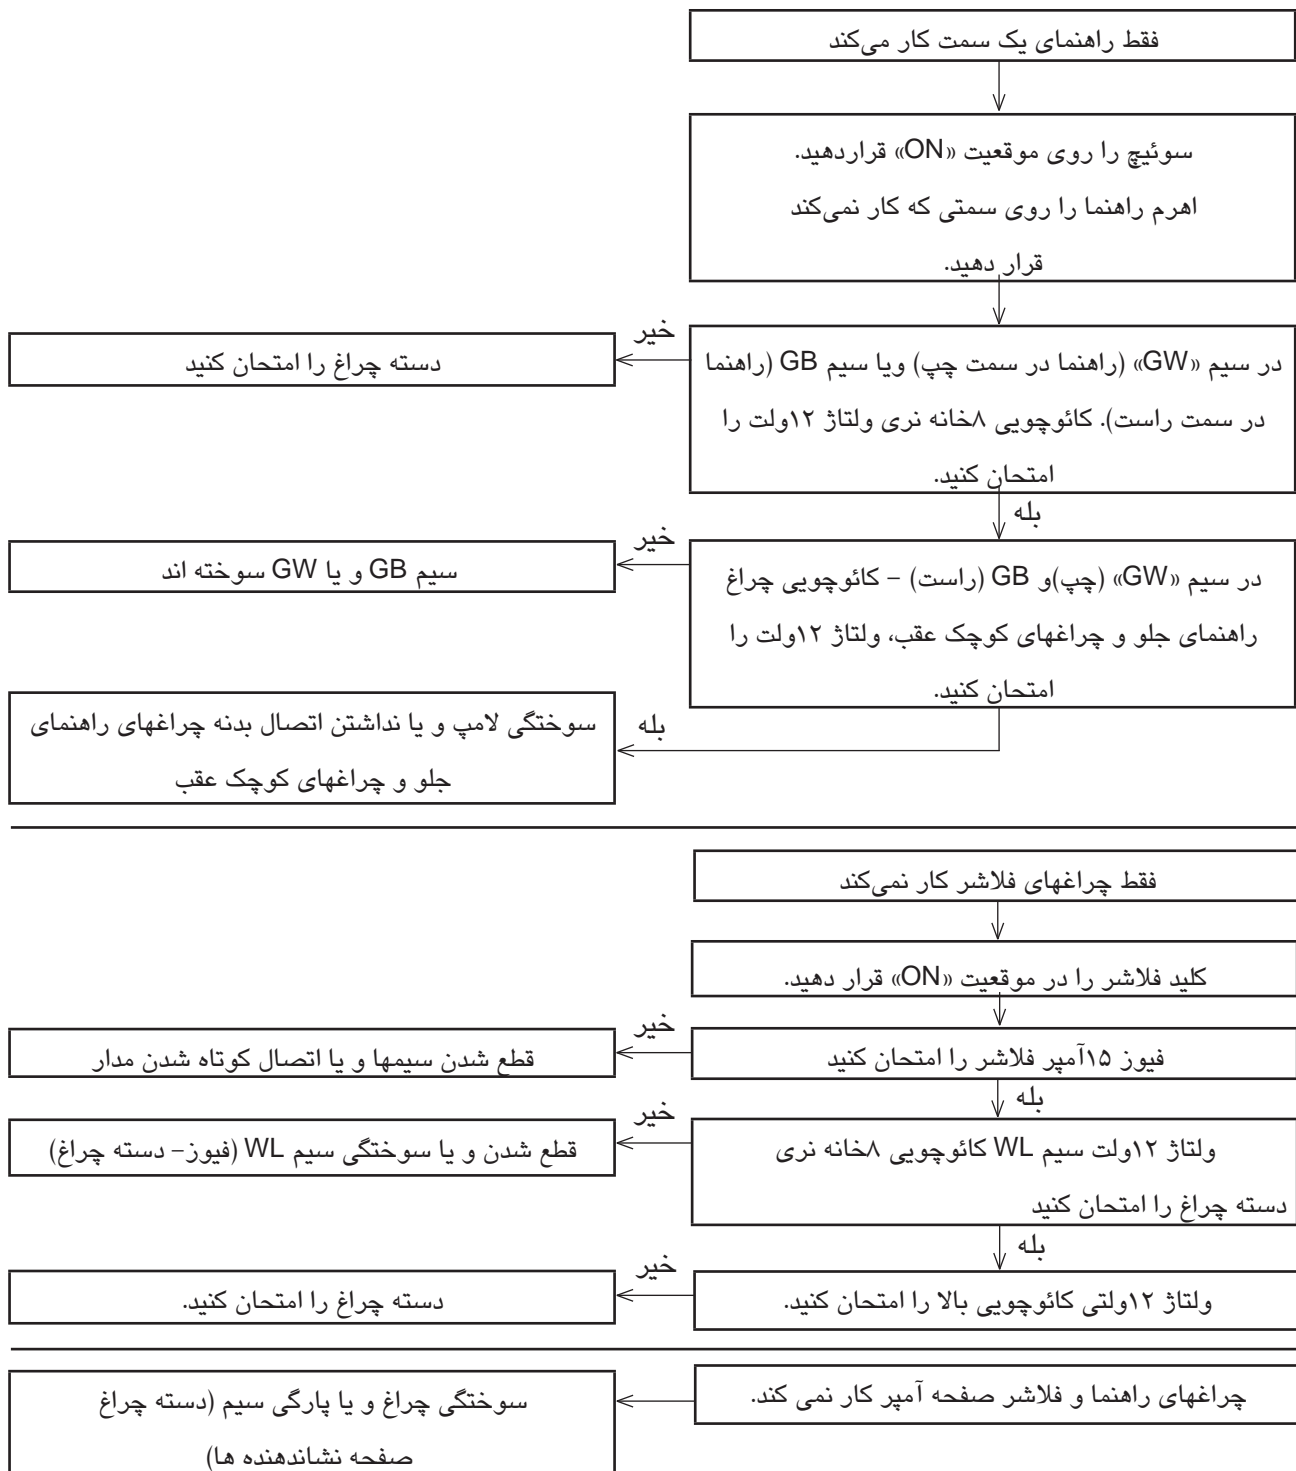 فقط راهنمای یک سمت کار می‌کند
سوئیچ را روی موقعیت «ON» قراردهید.
اهرم راهنما را روی سمتی که کار نمی‌کند
قرار دهید.
خیر
در سیم «GW» (راهنما در سمت چپ) ویا سیم GB (راهنما
در سمت راست). کائوچویی ۸خانه نری ولتاژ ۱۲ولت را
امتحان کنید.
دسته چراغ را امتحان کنید
بله
خیر
در سیم «GW» (چپ)و GB (راست) – کائوچویی چراغ
راهنمای جلو و چراغهای کوچک عقب، ولتاژ ۱۲ولت را
امتحان کنید.
سیم GB و یا GW سوخته اند
بله
سوختگی لامپ و یا نداشتن اتصال بدنه چراغهای راهنمای
جلو و چراغهای کوچک عقب
فقط چراغهای فلاشر کار نمی‌کند
کلید فلاشر را در موقعیت «ON» قرار دهید.
خیر
فیوز ۱۵آمپر فلاشر را امتحان کنید
قطع شدن سیمها و یا اتصال کوتاه شدن مدار
بله
خیر
ولتاژ ۱۲ولت سیم WL کائوچویی ۸خانه نری
دسته چراغ را امتحان کنید
قطع شدن و یا سوختگی سیم WL (فیوز– دسته چراغ)
بله
خیر
ولتاژ ۱۲ولتی کائوچویی بالا را امتحان کنید.
دسته چراغ را امتحان کنید.
چراغهای راهنما و فلاشر صفحه آمپر کار نمی کند.
سوختگی چراغ و یا پارگی سیم (دسته چراغ
صفحه نشاندهنده ها)